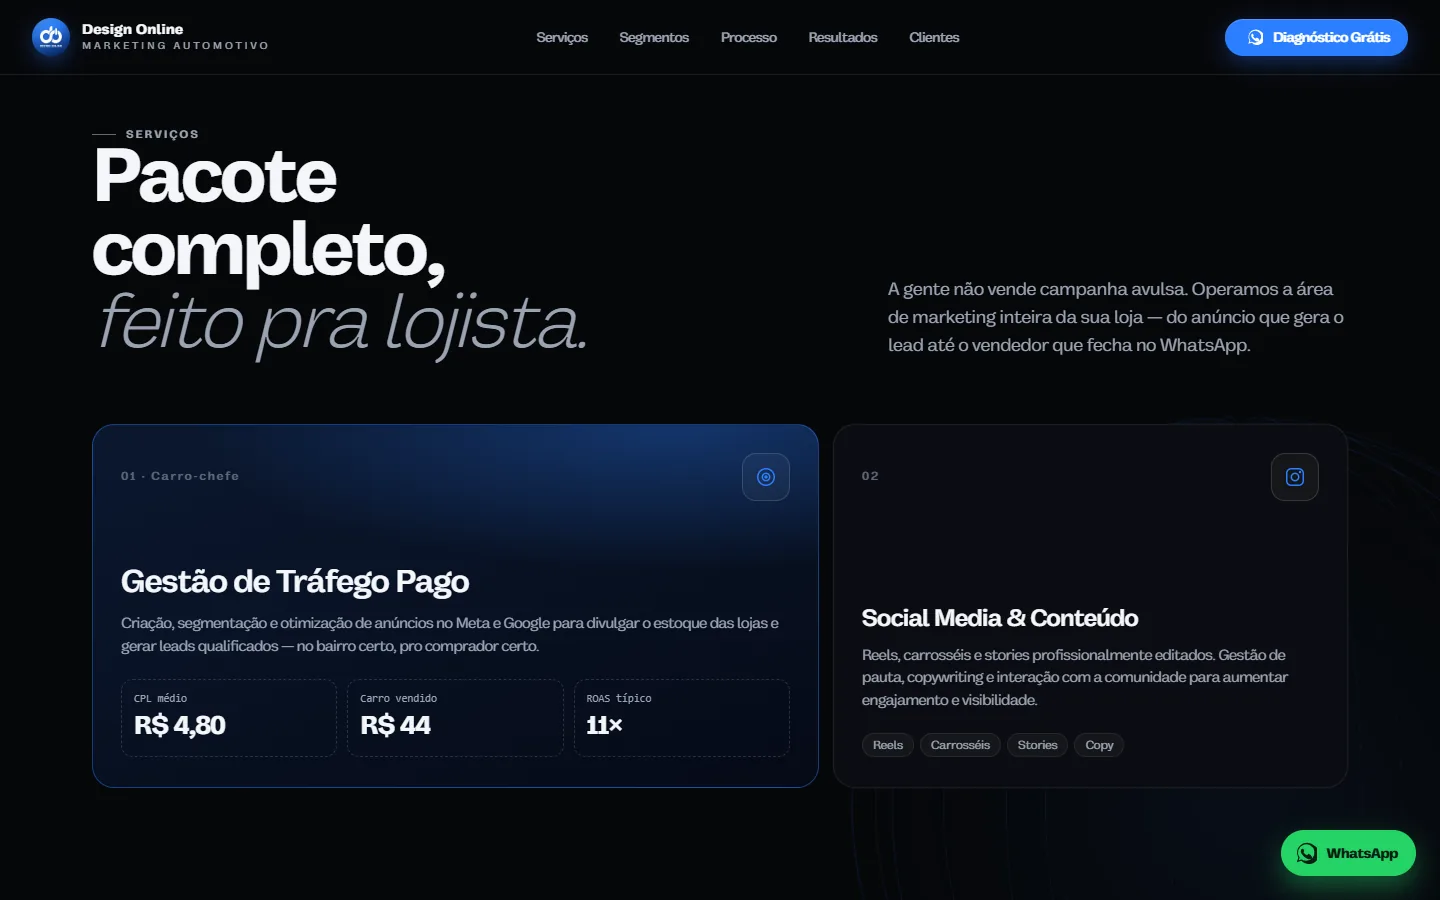 Design Online
MARKETING AUTOMOTIVO
Serviços
Segmentos
Processo
Resultados
Clientes
Diagnóstico Grátis
SERVIÇOS
Pacote
completo,
feito pra lojista.
A gente não vende campanha avulsa. Operamos a área
de marketing inteira da sua loja — do anúncio que gera o
lead até o vendedor que fecha no WhatsApp.
01 · Carro-chefe
Gestão de Tráfego Pago
Criação, segmentação e otimização de anúncios no Meta e Google para divulgar o estoque das lojas e
gerar leads qualificados — no bairro certo, pro comprador certo.
CPL médio
R$ 4,80
Carro vendido
R$ 44
ROAS típico
11×
02
Social Media & Conteúdo
Reels, carrosséis e stories profissionalmente editados. Gestão de
pauta, copywriting e interação com a comunidade para aumentar
engajamento e visibilidade.
Reels
Carrosséis
Stories
Copy
WhatsApp